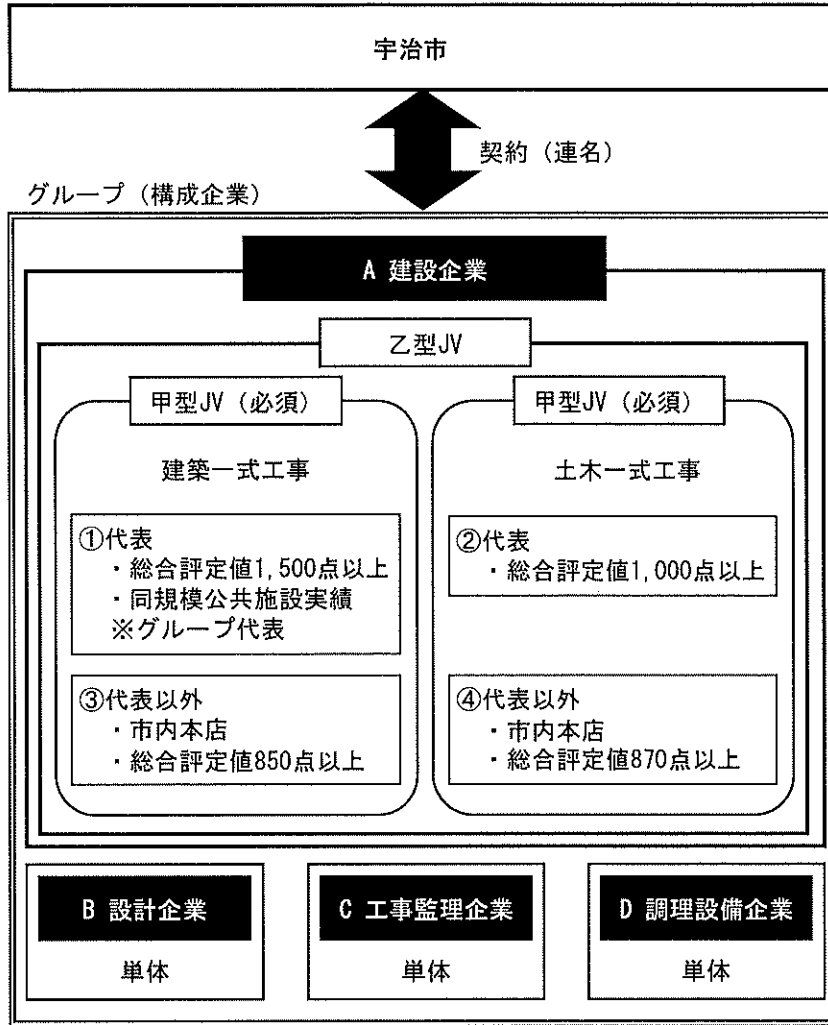 宇治市
契約（連名）
グループ（構成企業）
A 建設企業
乙型JV
甲型JV（必須）
建築一式工事
①代表
・総合評定値1,500点以上
・同規模公共施設実績
※グループ代表
③代表以外
・市内本店
・総合評定値850点以上
甲型JV（必須）
土木一式工事
②代表
・総合評定値1,000点以上
④代表以外
・市内本店
・総合評定値870点以上
B 設計企業
単体
C 工事監理企業
単体
D 調理設備企業
単体